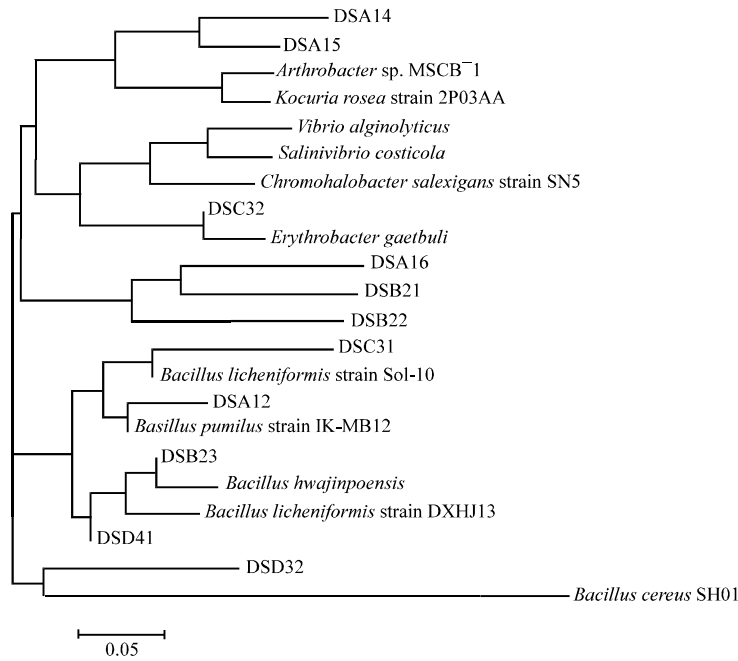 DSA14
DSA15
Arthrobacter sp. MSCB¯1
Kocuria rosea strain 2P03AA
Vibrio alginolyticus
Salinivibrio costicola
Chromohalobacter salexigans strain SN5
DSC32
Erythrobacter gaetbuli
DSA16
DSB21
DSB22
DSC31
Bacillus licheniformis strain Sol-10
DSA12
Basillus pumilus strain IK-MB12
DSB23
Bacillus hwajinpoensis
Bacillus licheniformis strain DXHJ13
DSD41
DSD32
Bacillus cereus SH01
0.05